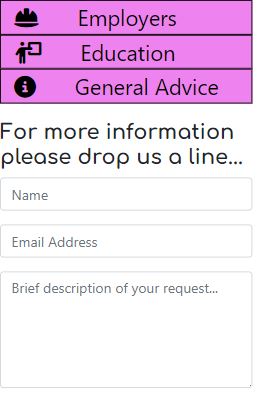 Employers
Education
General Advice
For more information
please drop us a line...
Name
Email Address
Brief description of your request...